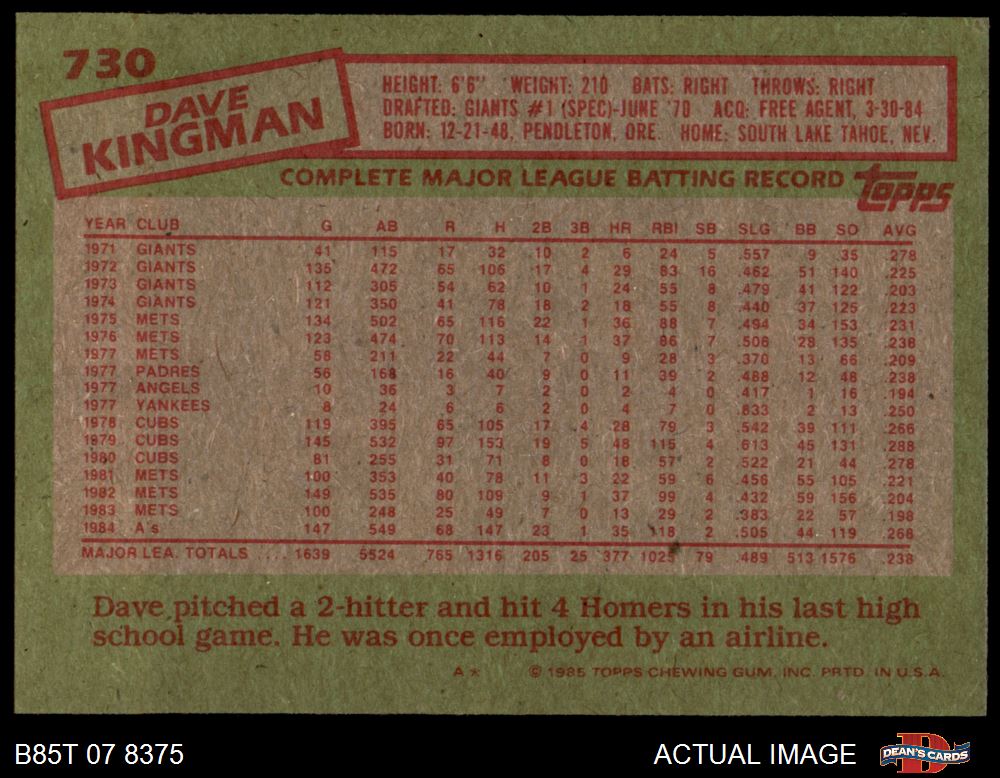 730
DAVE
KINGMAN
HEIGHT: 6'6" WEIGHT: 210 BATS: RIGHT THROWS: RIGHT
DRAFTED: GIANTS #1 (SPEC)-JUNE '70 ACQ: FREE AGENT, 3-30-84
BORN: 12-21-48, PENDLETON, ORE. HOME: SOUTH LAKE TAHOE, NEV.
COMPLETE MAJOR LEAGUE BATTING RECORD topps
YEAR CLUB G AB R H 2B 3B HR RBI SB SLG BB SO AVG
1971 GIANTS 41 115 17 32 10 2 6 24 5 .557 9 35 .278
1972 GIANTS 135 472 65 106 17 4 29 83 16 .462 51 140 .225
1973 GIANTS 112 305 54 62 10 1 24 55 8 .479 41 122 .203
1974 GIANTS 121 350 41 78 18 2 18 55 8 .440 37 125 .223
1975 METS 134 502 65 116 22 1 36 88 7 .494 34 153 .231
1976 METS 123 474 70 113 14 1 37 86 7 .506 28 135 .238
1977 METS 58 211 22 44 7 0 9 28 3 .370 13 66 .209
1977 PADRES 56 168 16 40 9 0 11 39 2 .488 12 48 .238
1977 ANGELS 10 36 3 7 2 0 2 4 0 .417 1 16 .194
1977 YANKEES 8 24 6 6 2 0 4 7 0 .833 2 13 .250
1978 CUBS 119 395 65 105 17 4 28 79 3 .542 39 111 .266
1979 CUBS 145 532 97 153 19 5 48 115 4 .613 45 131 .288
1980 CUBS 81 255 31 71 8 0 18 57 2 .522 21 44 .278
1981 METS 100 353 40 78 11 3 22 59 6 .456 55 105 .221
1982 METS 149 535 80 109 9 1 37 99 4 .432 59 156 .204
1983 METS 100 248 25 49 7 0 13 29 2 .383 22 57 .198
1984 A's 147 549 68 147 23 1 35 118 2 .505 44 119 .268
MAJOR LEA. TOTALS .... 1639 5524 765 1316 205 25 377 1025 79 .489 513 1576 .238
Dave pitched a 2-hitter and hit 4 Homers in his last high
school game. He was once employed by an airline.
A* © 1985 TOPPS CHEWING GUM, INC. PRTD. IN U.S.A.
B85T 07 8375 ACTUAL IMAGE D DEAN'S CARDS